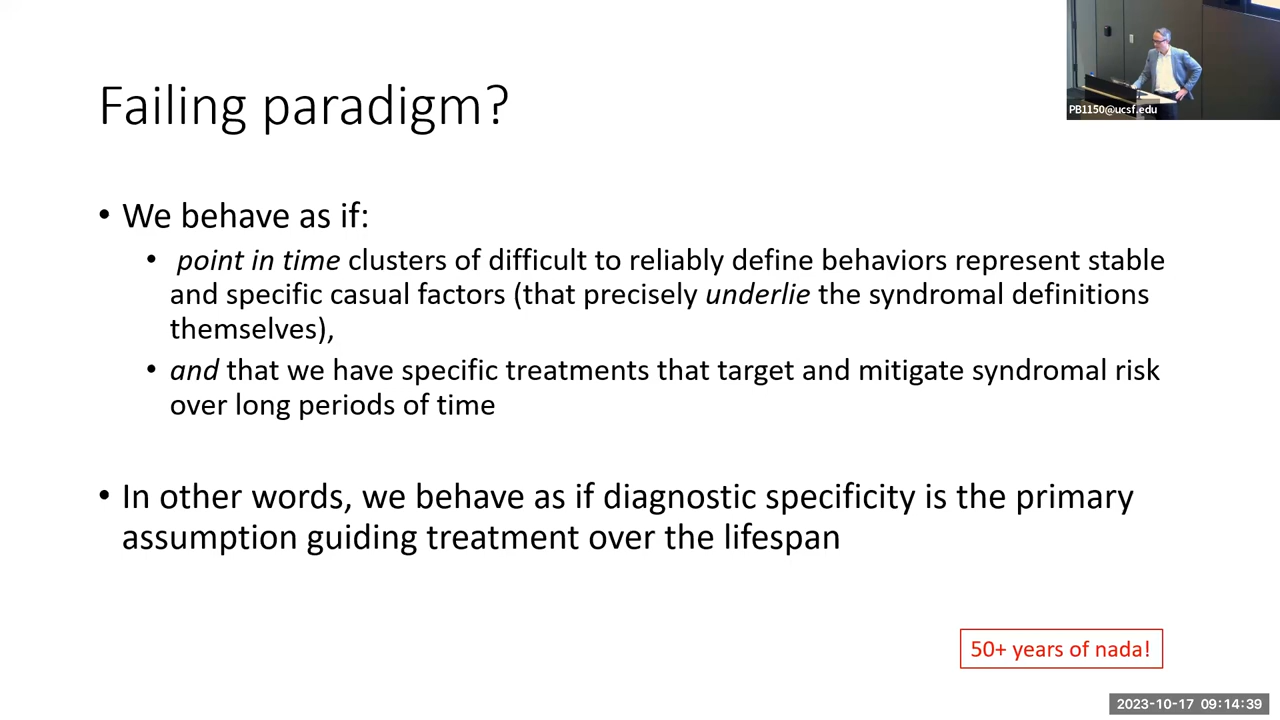 Failing paradigm?
PB1150@ucsf.edu
• We behave as if:
• point in time clusters of difficult to reliably define behaviors represent stable
and specific casual factors (that precisely underlie the syndromal definitions
themselves),
• and that we have specific treatments that target and mitigate syndromal risk
over long periods of time
• In other words, we behave as if diagnostic specificity is the primary
assumption guiding treatment over the lifespan
50+ years of nada!
2023-10-17 09:14:39